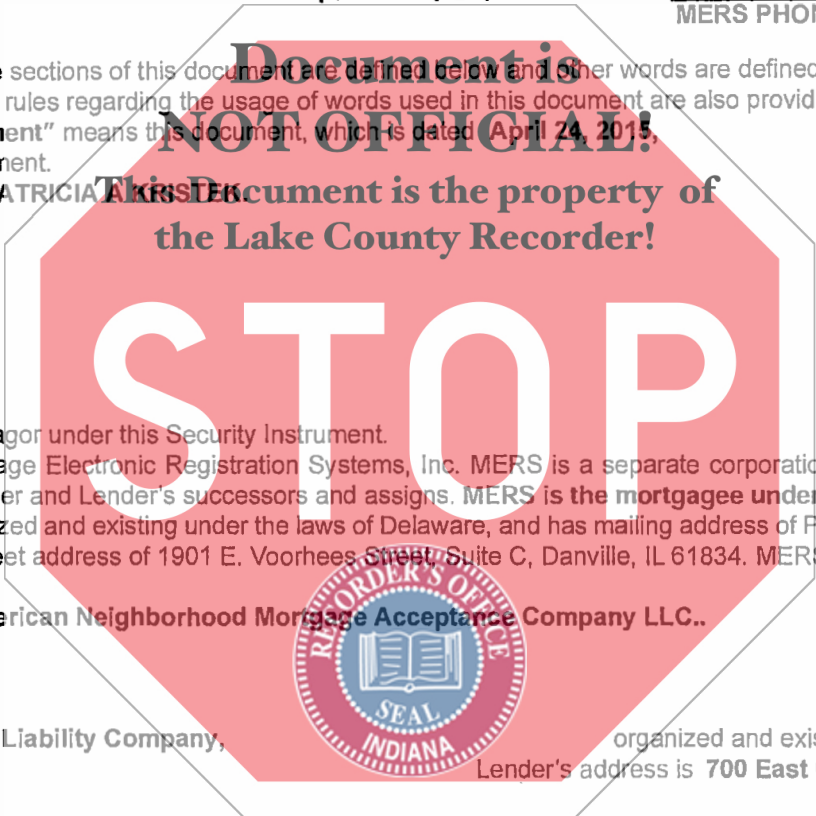 MERS PHO
sections of this document are defined below and other words are defined
rules regarding the usage of words used in this document are also provid
ent" means this document, which is dated April 24, 2015,
ment.
ATRICIA A KRISTEK.
Document is
NOT OFFICIAL!
This Document is the property of
the Lake County Recorder!
STOP
agor under this Security Instrument.
age Electronic Registration Systems, Inc. MERS is a separate corporatio
er and Lender's successors and assigns. MERS is the mortgagee under
zed and existing under the laws of Delaware, and has mailing address of P
et address of 1901 E. Voorhees Street, Suite C, Danville, IL 61834. MERS
erican Neighborhood Mortgage Acceptance Company LLC..
RECORDER'S OFFICE
SEAL
INDIANA
Liability Company,
organized and exis
Lender's address is 700 East